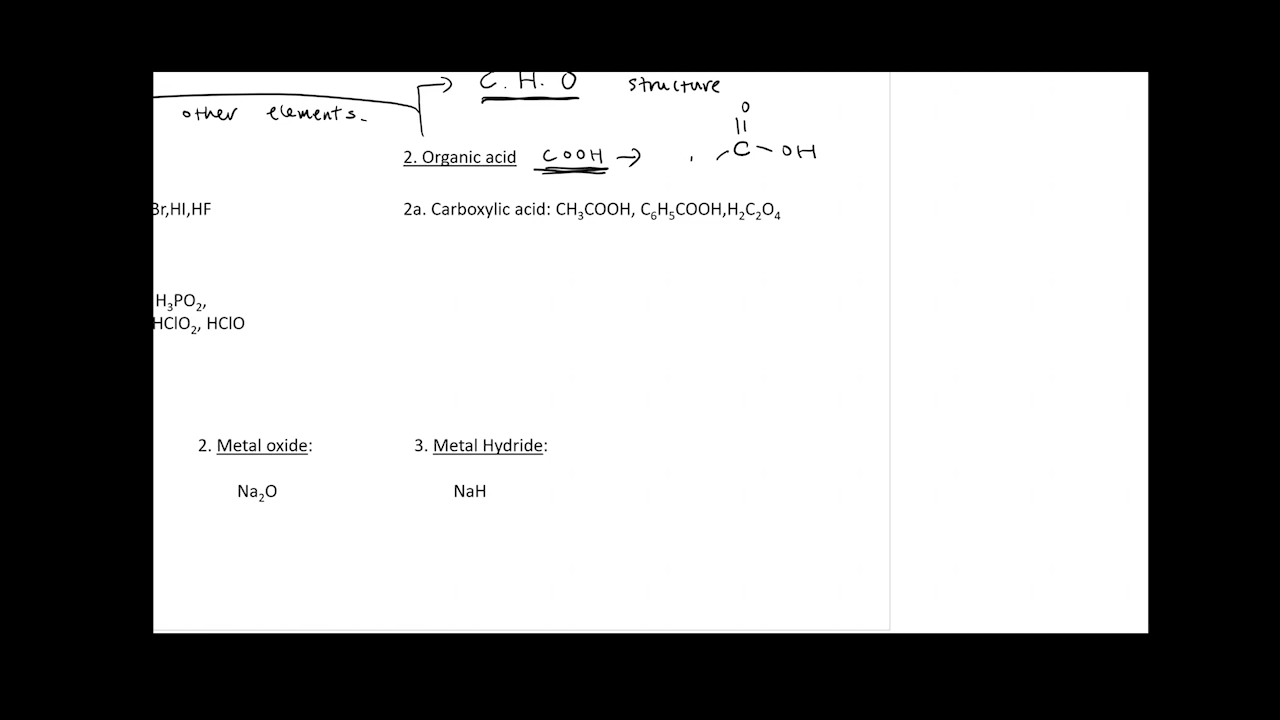 C. H. O structure
other elements.
O
||
2. Organic acid COOH → C - OH
Br,HI,HF 2a. Carboxylic acid: CH₃COOH, C₆H₅COOH,H₂C₂O₄
H₃PO₂,
HClO₂, HClO
2. Metal oxide: 3. Metal Hydride:
Na₂O NaH